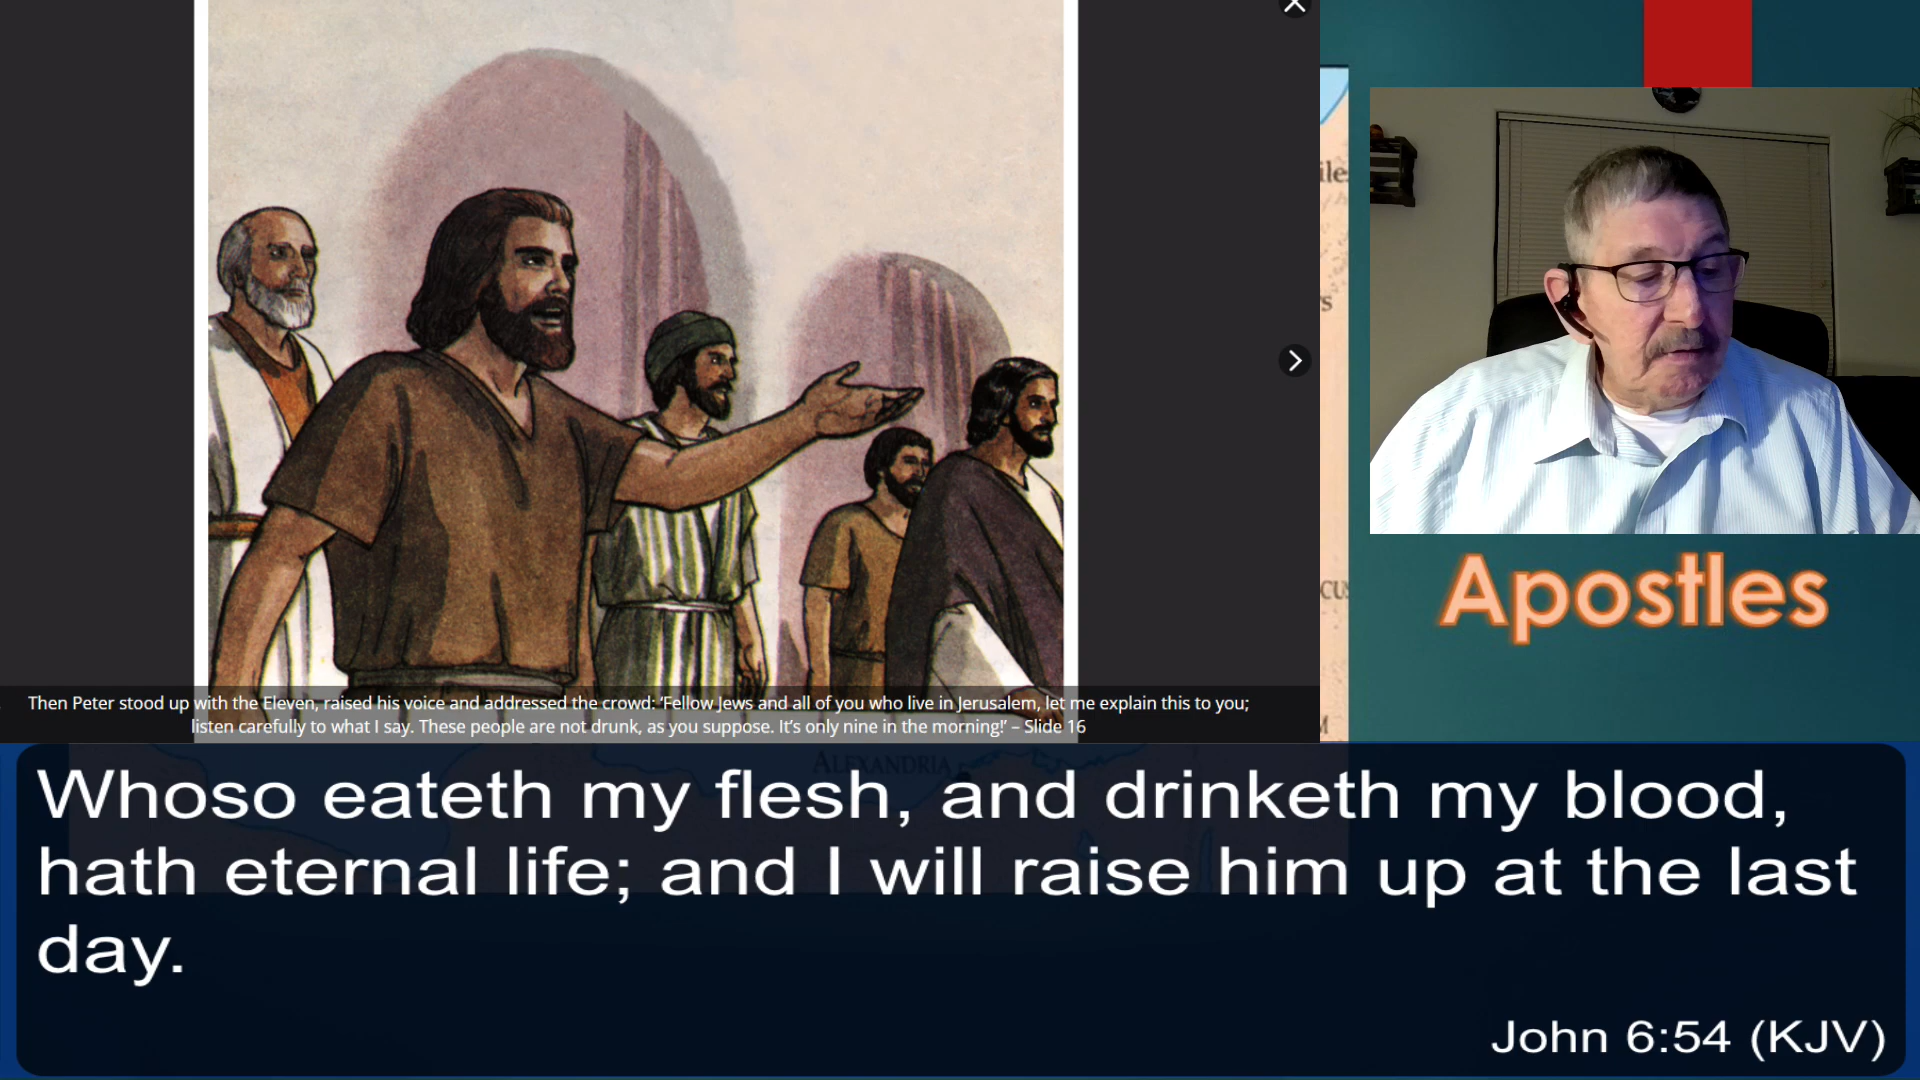 Then Peter stood up with the Eleven, raised his voice and addressed the crowd: ‘Fellow Jews and all of you who live in Jerusalem, let me explain this to you;
listen carefully to what I say. These people are not drunk, as you suppose. It’s only nine in the morning!’ – Slide 16
Apostles
ALEXANDRIA
Whoso eateth my flesh, and drinketh my blood,
hath eternal life; and I will raise him up at the last
day.
John 6:54 (KJV)